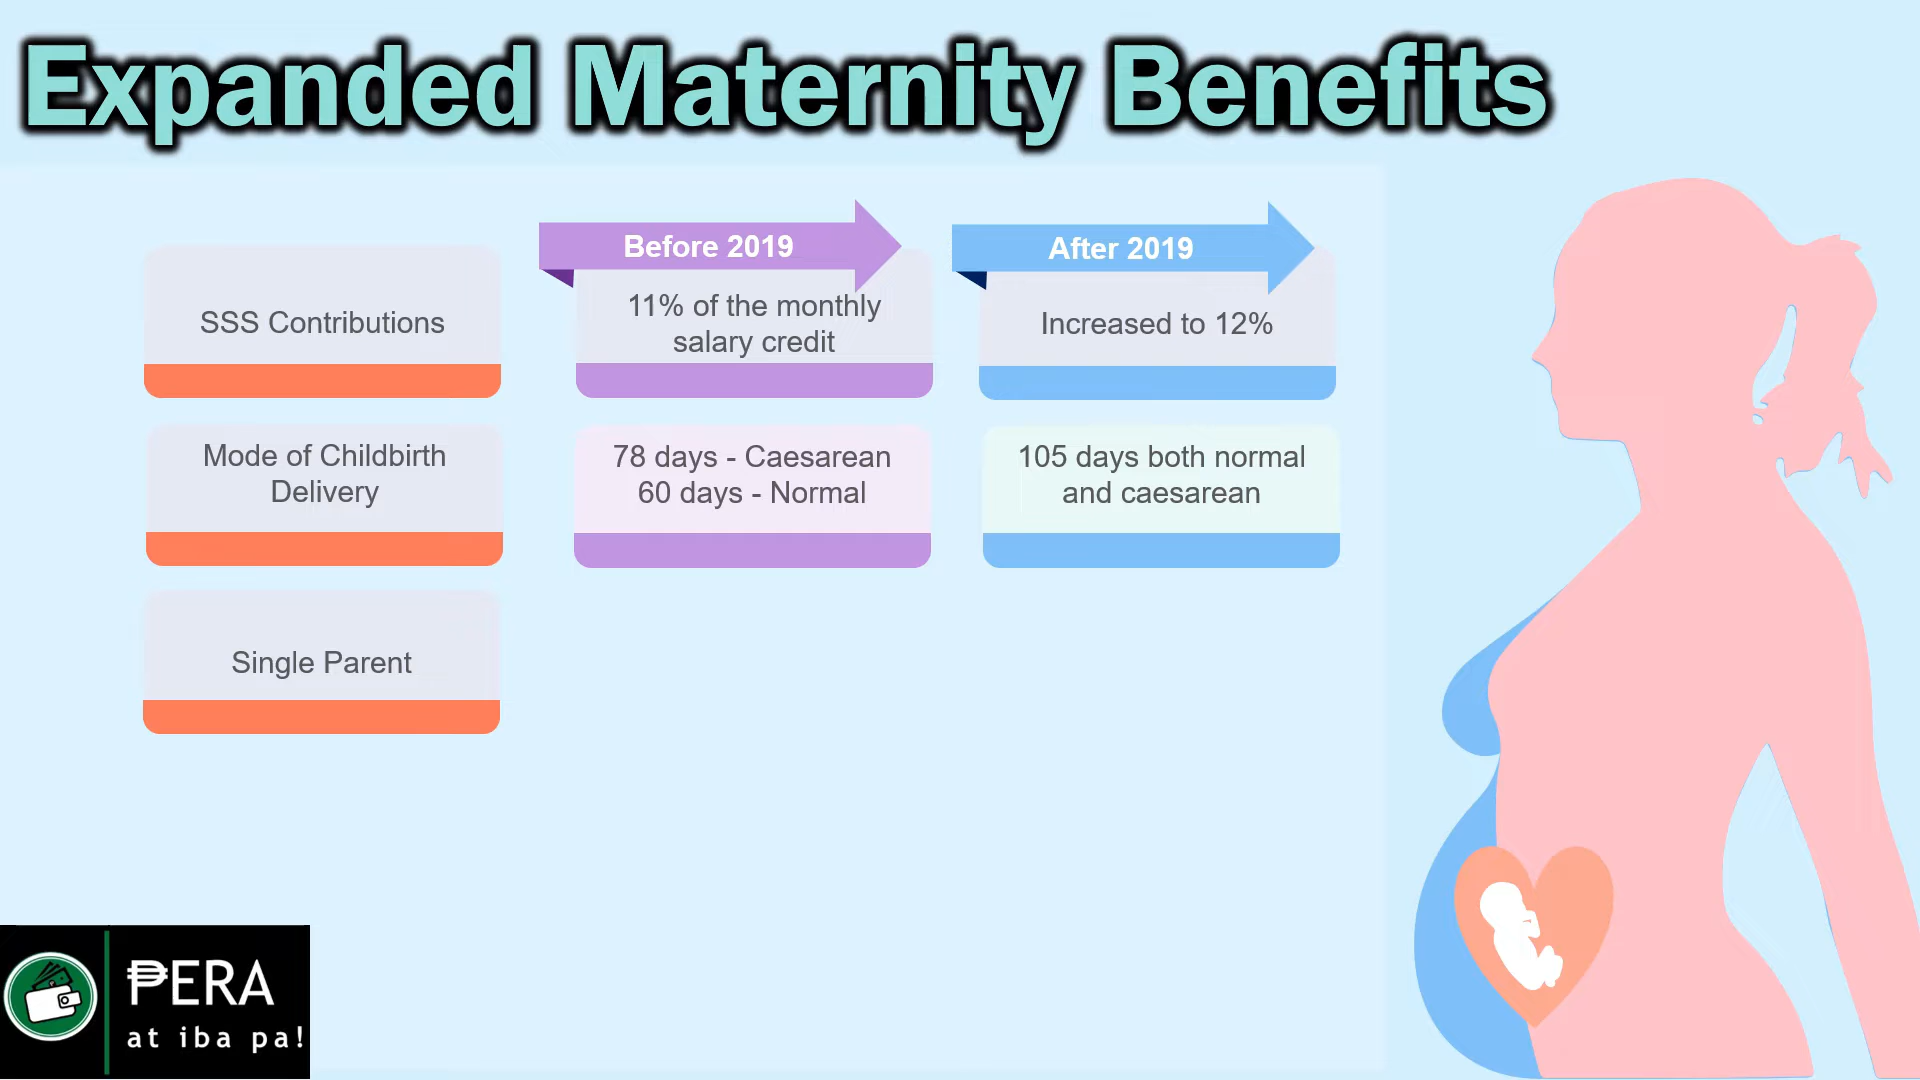 Expanded Maternity Benefits
Before 2019
After 2019
SSS Contributions
11% of the monthly
salary credit
Increased to 12%
Mode of Childbirth
Delivery
78 days - Caesarean
60 days - Normal
105 days both normal
and caesarean
Single Parent
₱ERA
at iba pa!